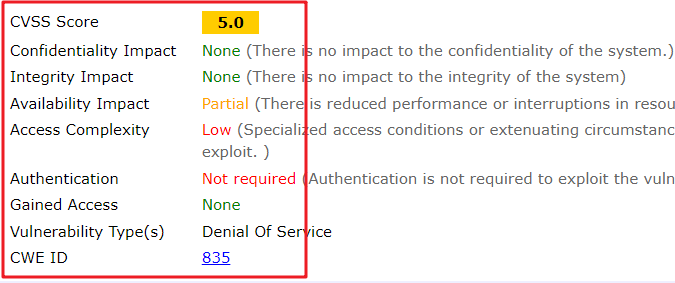 CVSS Score 5.0
Confidentiality Impact None (There is no impact to the confidentiality of the system.)
Integrity Impact None (There is no impact to the integrity of the system)
Availability Impact Partial (There is reduced performance or interruptions in resou
Access Complexity Low (Specialized access conditions or extenuating circumstanc
exploit. )
Authentication Not required (Authentication is not required to exploit the vuln
Gained Access None
Vulnerability Type(s) Denial Of Service
CWE ID 835